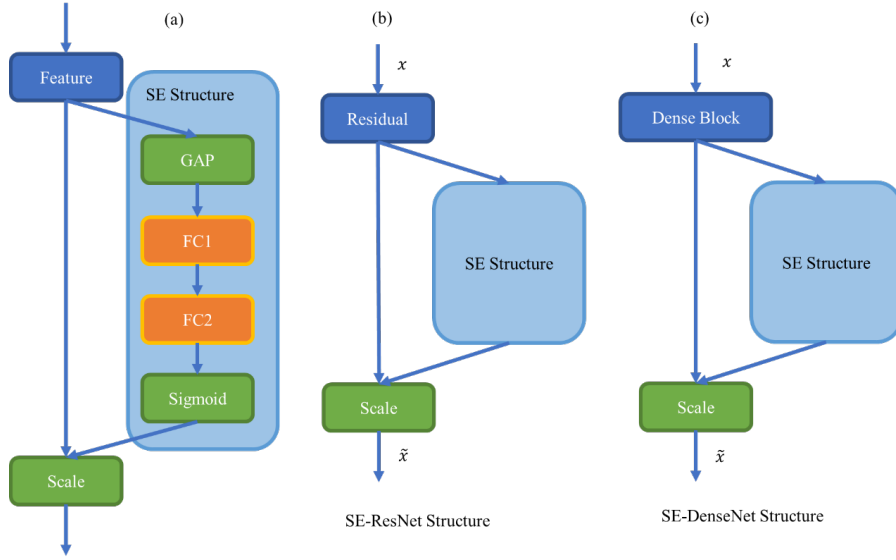 (a)
Feature
SE Structure
GAP
FC1
FC2
Sigmoid
Scale
(b)
x
Residual
SE Structure
Scale
x̃
SE-ResNet Structure
(c)
x
Dense Block
SE Structure
Scale
x̃
SE-DenseNet Structure